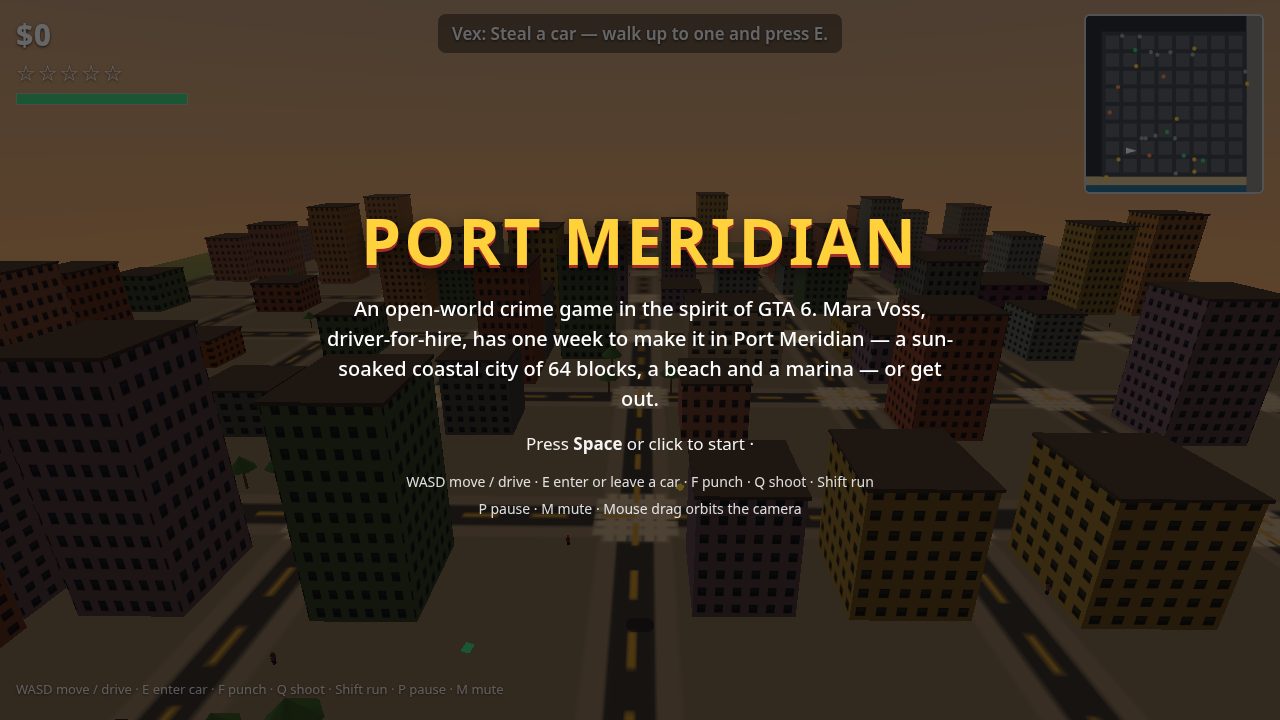 $0
☆☆☆☆☆
Vex: Steal a car — walk up to one and press E.
PORT MERIDIAN
An open-world crime game in the spirit of GTA 6. Mara Voss,
driver-for-hire, has one week to make it in Port Meridian — a sun-
soaked coastal city of 64 blocks, a beach and a marina — or get
out.
Press Space or click to start ·
WASD move / drive · E enter or leave a car · F punch · Q shoot · Shift run
P pause · M mute · Mouse drag orbits the camera
WASD move / drive · E enter car · F punch · Q shoot · Shift run · P pause · M mute